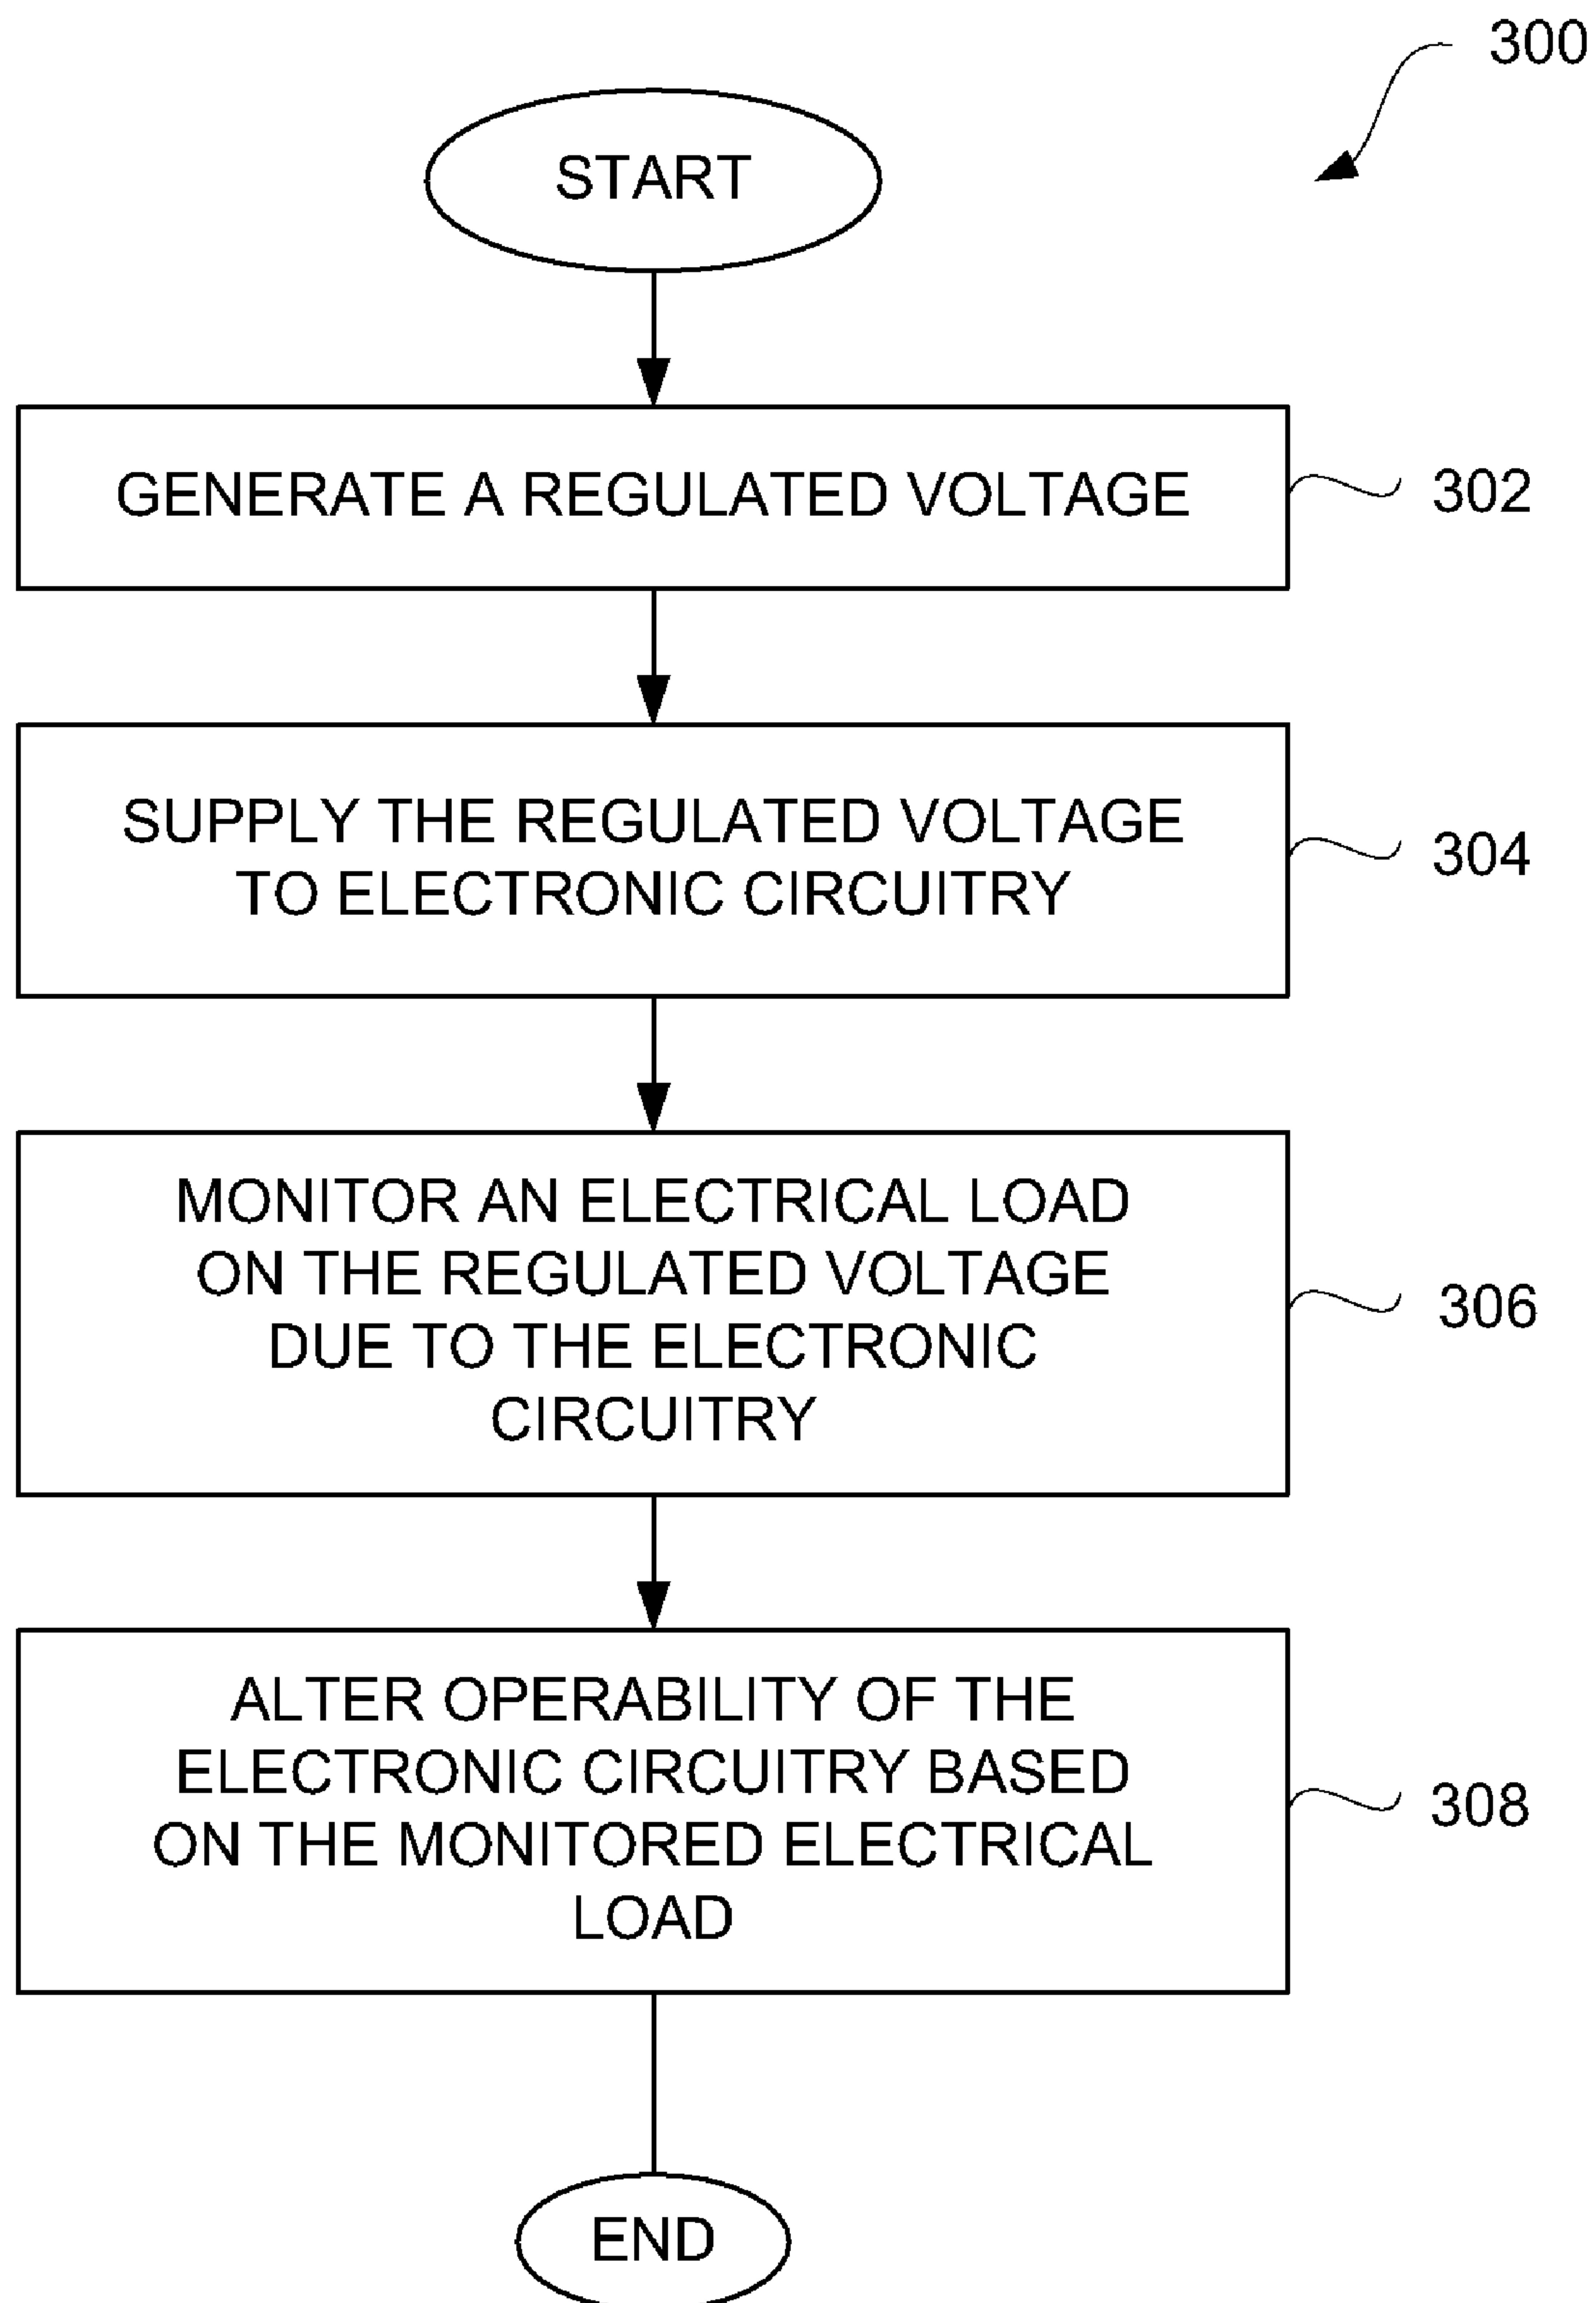 300
START
GENERATE A REGULATED VOLTAGE
302
SUPPLY THE REGULATED VOLTAGE
TO ELECTRONIC CIRCUITRY
304
MONITOR AN ELECTRICAL LOAD
ON THE REGULATED VOLTAGE
DUE TO THE ELECTRONIC
CIRCUITRY
306
ALTER OPERABILITY OF THE
ELECTRONIC CIRCUITRY BASED
ON THE MONITORED ELECTRICAL
LOAD
308
END